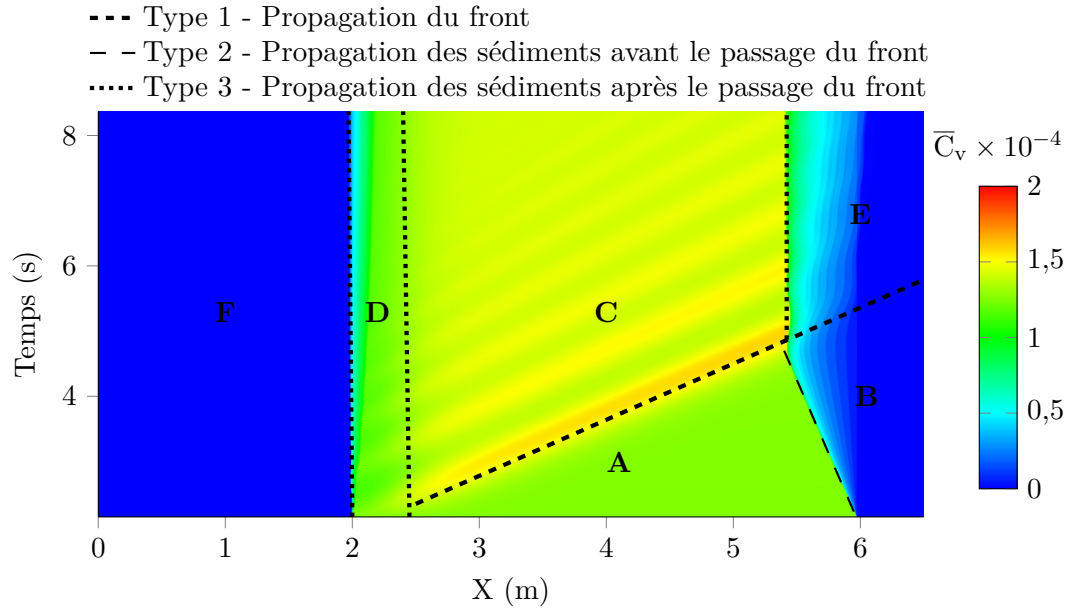 Type 1 - Propagation du front
Type 2 - Propagation des sédiments avant le passage du front
Type 3 - Propagation des sédiments après le passage du front
C̅v × 10⁻⁴
8
6
4
Temps (s)
F
D
C
A
E
B
2
1,5
1
0,5
0
0
1
2
3
4
5
6
X (m)